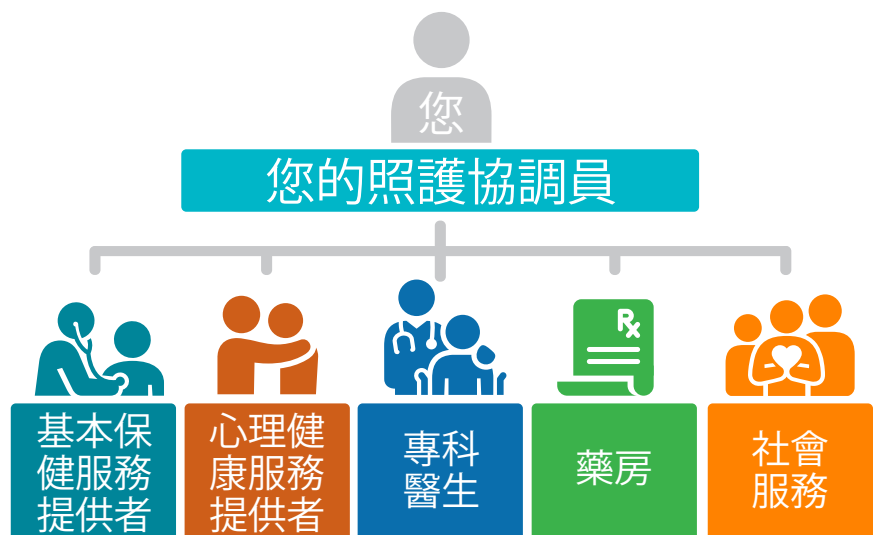 您
您的照護協調員
Rx
基本保
健服務
提供者
心理健
康服務
提供者
專科
醫生
藥房
社會
服務